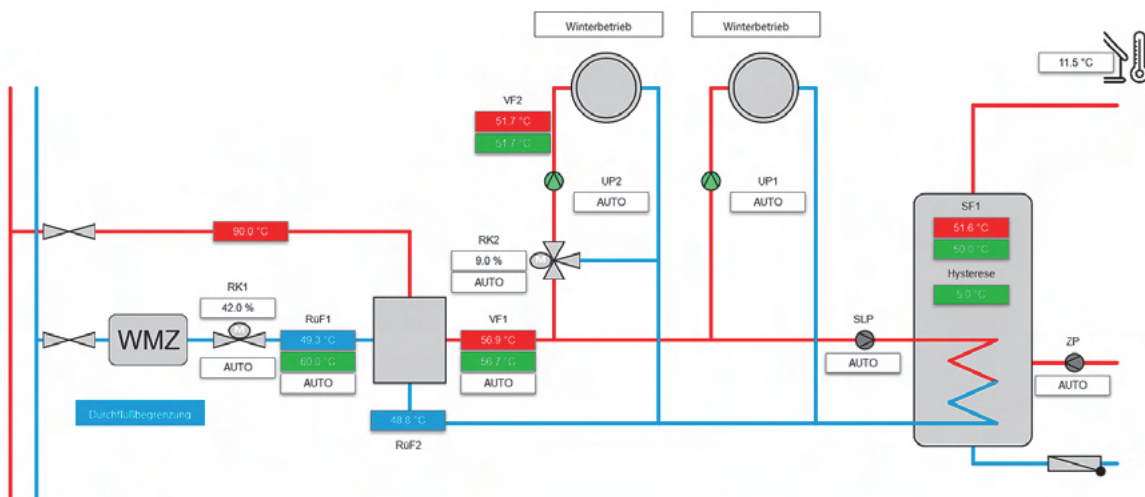 Winterbetrieb
Winterbetrieb
11.5 °C
VF2
51.7 °C
51.7 °C
UP2
AUTO
UP1
AUTO
SF1
51.6 °C
50.0 °C
Hysterese
5.0 °C
90.0 °C
RK2
9.0 %
M
AUTO
RK1
42.0 %
M
WMZ
AUTO
RüF1
49.3 °C
60.0 °C
AUTO
VF1
56.9 °C
56.7 °C
AUTO
SLP
AUTO
ZP
AUTO
Durchflußbegrenzung
48.8 °C
RüF2